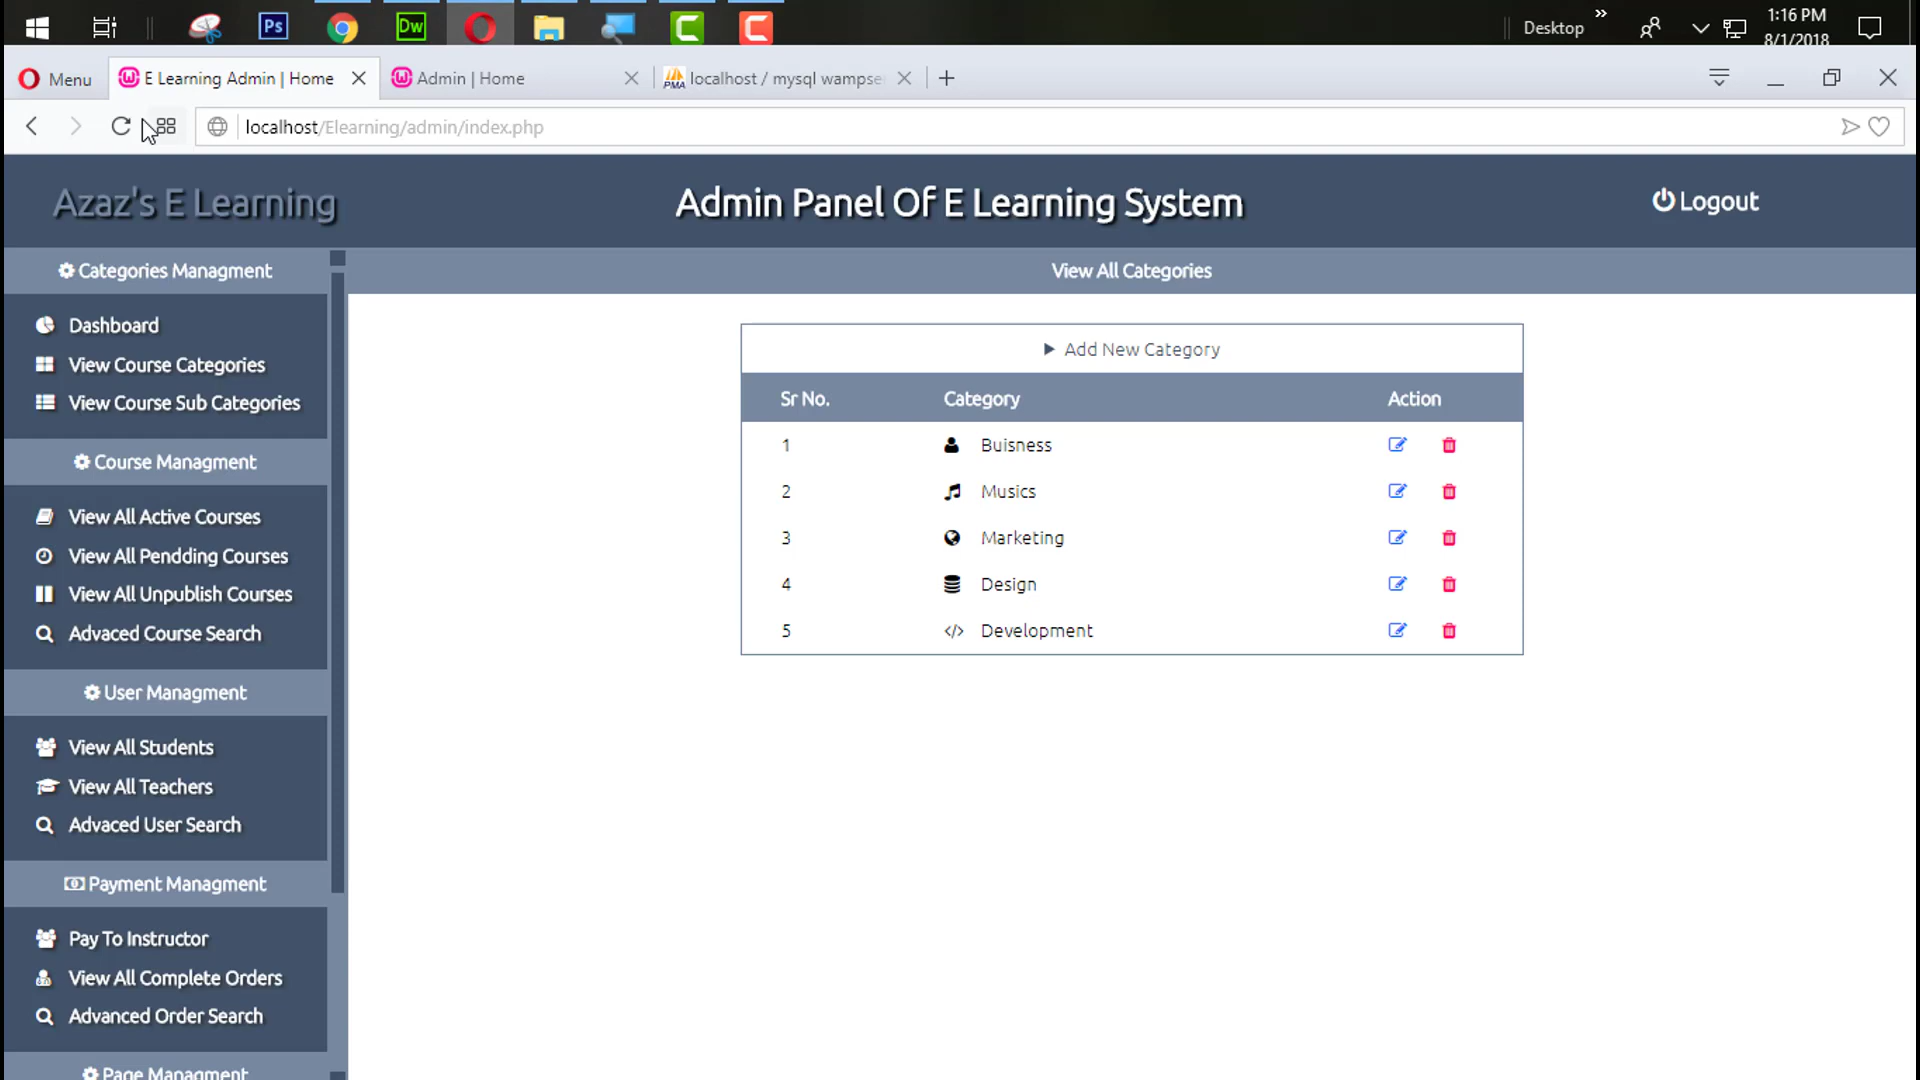 Ps
Dw
Desktop
»
1:16 PM
8/1/2018
Menu
E Learning Admin | Home
Admin | Home
PMA
localhost / mysql wampse
localhost/Elearning/admin/index.php
Azaz's E Learning
Admin Panel Of E Learning System
Logout
Categories Managment
View All Categories
Dashboard
View Course Categories
View Course Sub Categories
Course Managment
View All Active Courses
View All Pendding Courses
View All Unpublish Courses
Advaced Course Search
User Managment
View All Students
View All Teachers
Advaced User Search
Payment Managment
Pay To Instructor
View All Complete Orders
Advanced Order Search
Page Managment
Add New Category
Sr No. Category Action
1 Buisness
2 Musics
3 Marketing
4 Design
5 Development